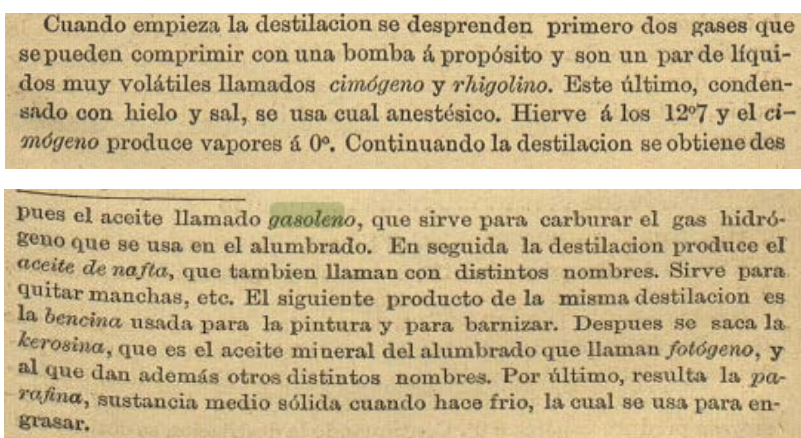 Cuando empieza la destilacion se desprenden primero dos gases que
se pueden comprimir con una bomba á propósito y son un par de líqui-
dos muy volátiles llamados cimógeno y rhigolino. Este último, conden-
sado con hielo y sal, se usa cual anestésico. Hierve á los 12º7 y el ci-
mógeno produce vapores á 0º. Continuando la destilacion se obtiene des
pues el aceite llamado gasoleno, que sirve para carburar el gas hidró-
geno que se usa en el alumbrado. En seguida la destilacion produce el
aceite de nafta, que tambien llaman con distintos nombres. Sirve para
quitar manchas, etc. El siguiente producto de la misma destilacion es
la bencina usada para la pintura y para barnizar. Despues se saca la
kerosina, que es el aceite mineral del alumbrado que llaman fotógeno, y
al que dan además otros distintos nombres. Por último, resulta la pa-
rafina, sustancia medio sólida cuando hace frio, la cual se usa para en-
grasar.